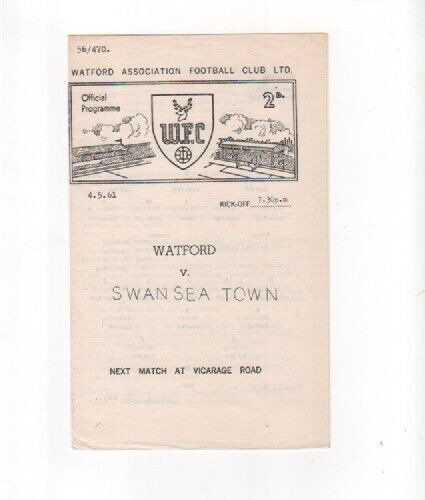 56/470.
WATFORD ASSOCIATION FOOTBALL CLUB LTD.
Official
Programme
W.F.C
2D.
4.5.61
KICK-OFF 7.30p.m
WATFORD
v.
SWANSEA TOWN
NEXT MATCH AT VICARAGE ROAD